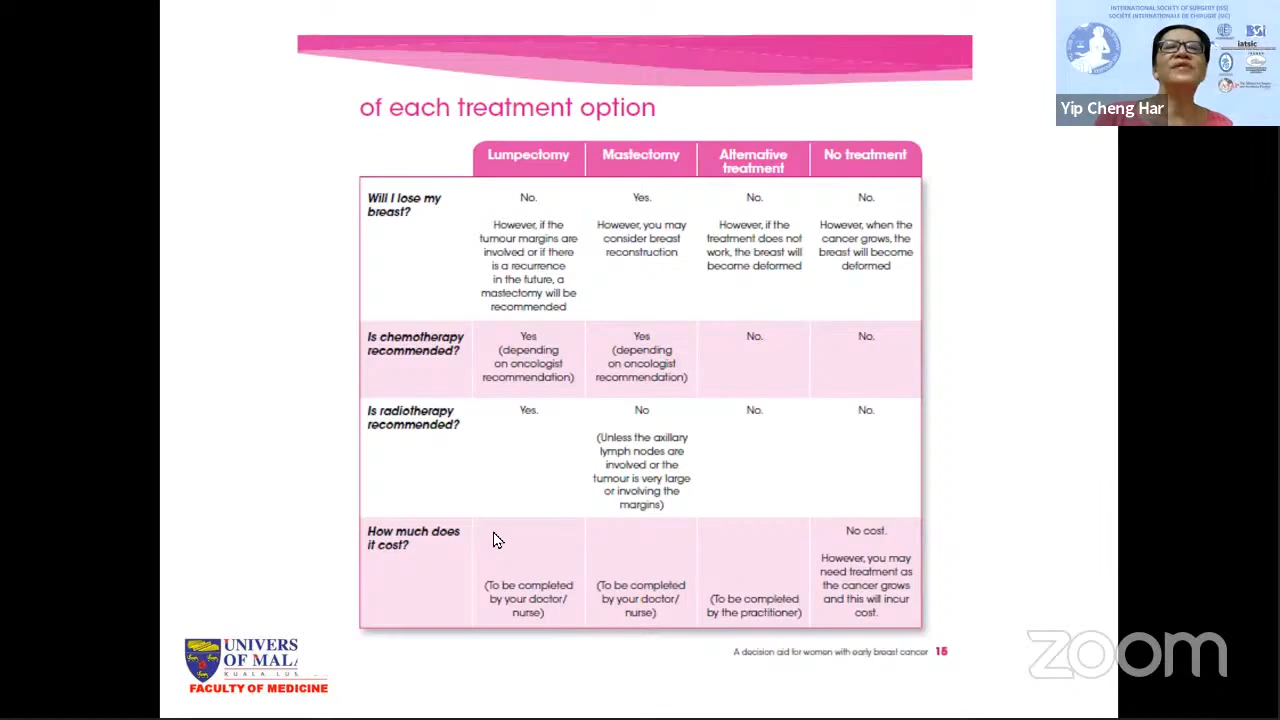 INTERNATIONAL SOCIETY OF SURGERY (ISS)
SOCIÉTÉ INTERNATIONALE DE CHIRURGIE (SIC)
iatsic
Yip Cheng Har
of each treatment option
Lumpectomy
Mastectomy
Alternative
treatment
No treatment
Will I lose my
breast?
No.
However, if the
tumour margins are
involved or if there
is a recurrence
in the future, a
mastectomy will be
recommended
Yes.
However, you may
consider breast
reconstruction
No.
However, if the
treatment does not
work, the breast will
become deformed
No.
However, when the
cancer grows, the
breast will become
deformed
Is chemotherapy
recommended?
Yes
(depending
on oncologist
recommendation)
Yes
(depending
on oncologist
recommendation)
No.
No.
Is radiotherapy
recommended?
Yes.
No
(Unless the axillary
lymph nodes are
involved or the
tumour is very large
or involving the
margins)
No.
No.
How much does
it cost?
(To be completed
by your doctor/
nurse)
(To be completed
by your doctor/
nurse)
(To be completed
by the practitioner)
No cost.
However, you may
need treatment as
the cancer grows
and this will incur
cost.
A decision aid for women with early breast cancer 15
UNIVERS
OF MALA
KUALA LUM
FACULTY OF MEDICINE
zoom